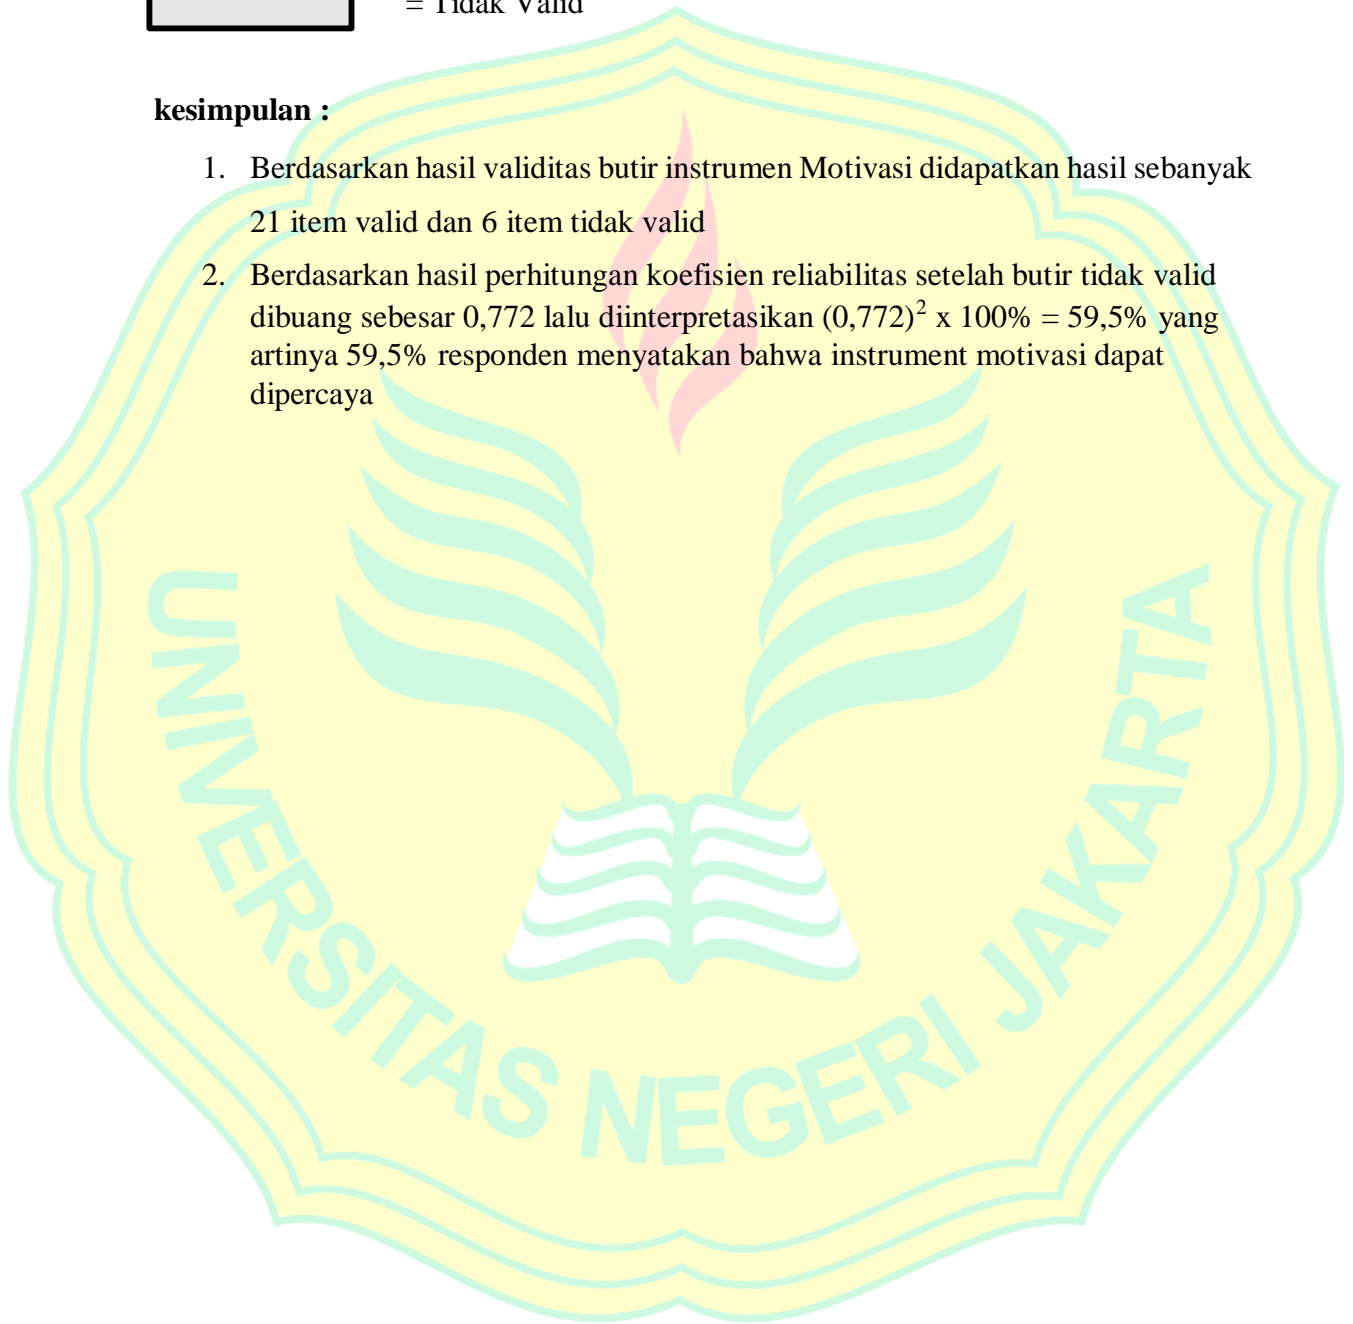 = Tidak Valid
kesimpulan :
1. Berdasarkan hasil validitas butir instrumen Motivasi didapatkan hasil sebanyak
21 item valid dan 6 item tidak valid
2. Berdasarkan hasil perhitungan koefisien reliabilitas setelah butir tidak valid
dibuang sebesar 0,772 lalu diinterpretasikan (0,772)² x 100% = 59,5% yang
artinya 59,5% responden menyatakan bahwa instrument motivasi dapat
dipercaya
UNIVERSITAS NEGERI JAKARTA